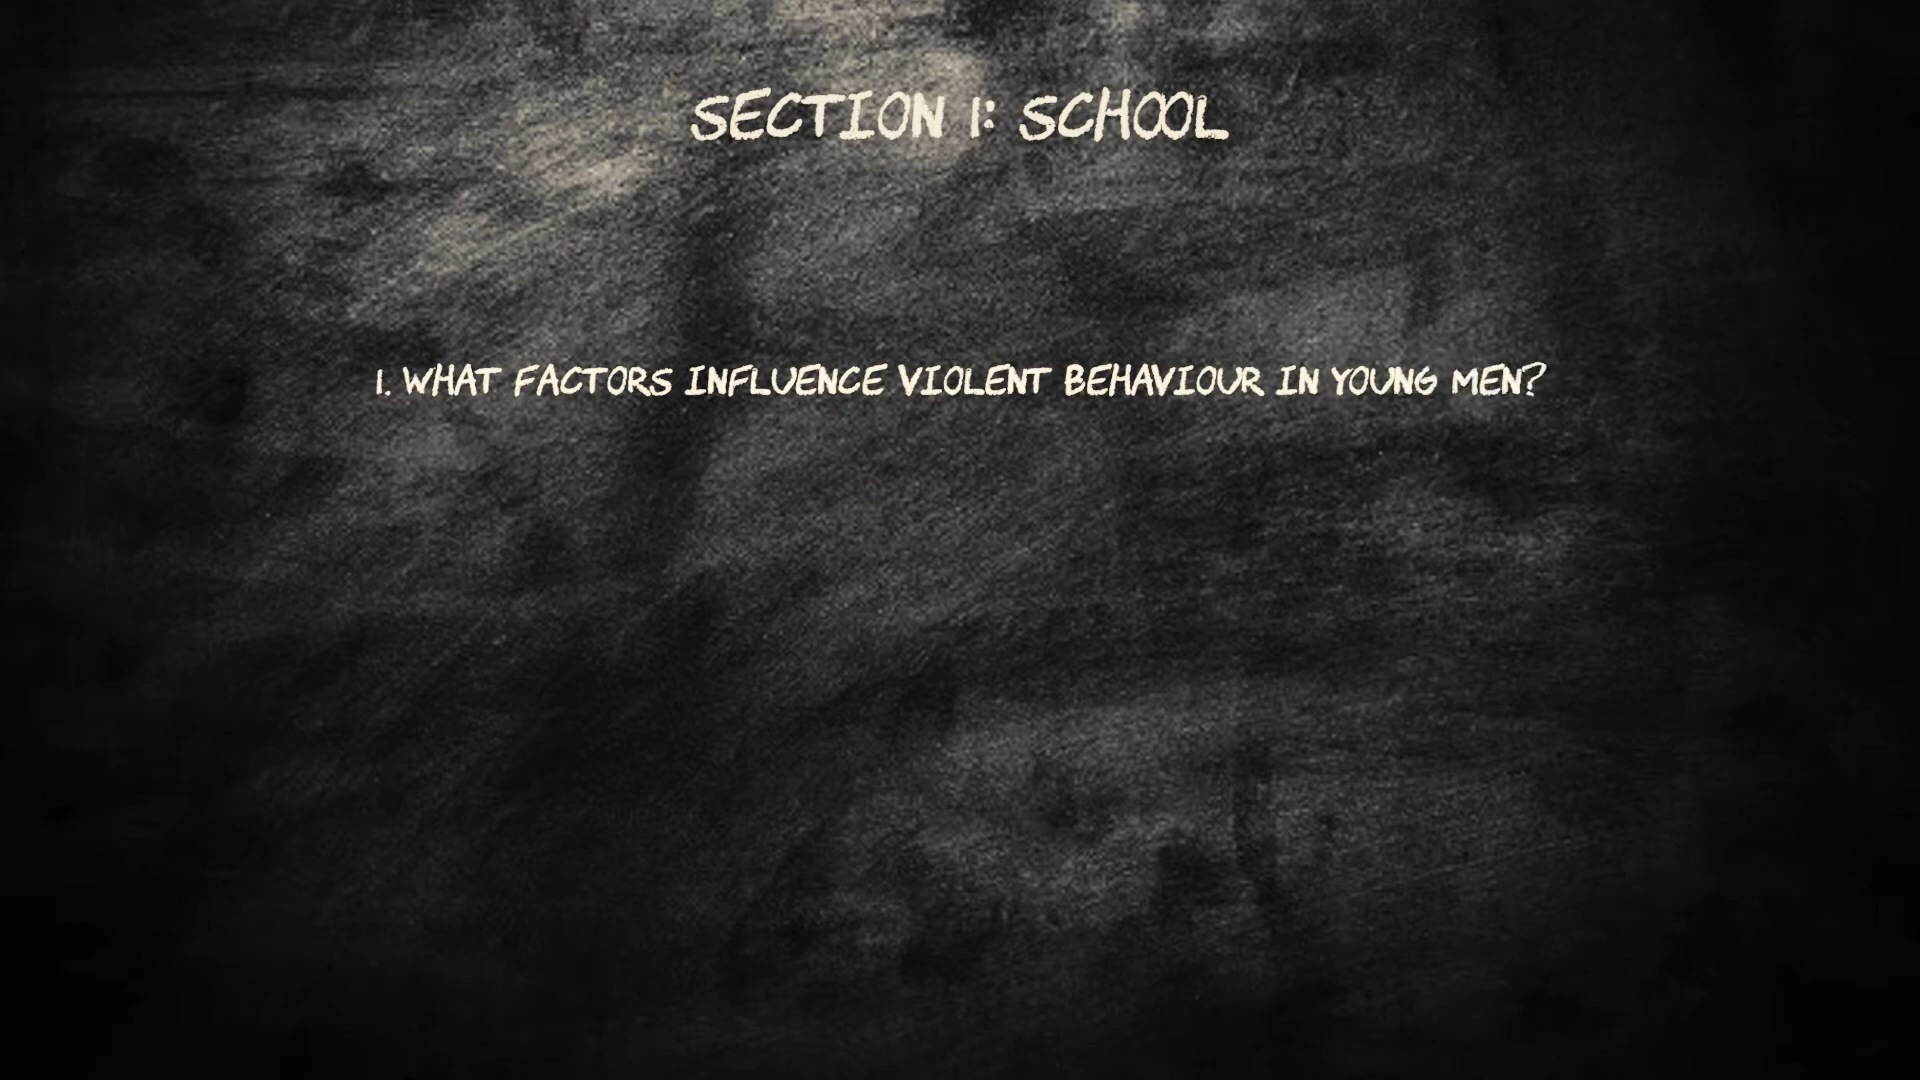 SECTION 1: SCHOOL
1. WHAT FACTORS INFLUENCE VIOLENT BEHAVIOUR IN YOUNG MEN?